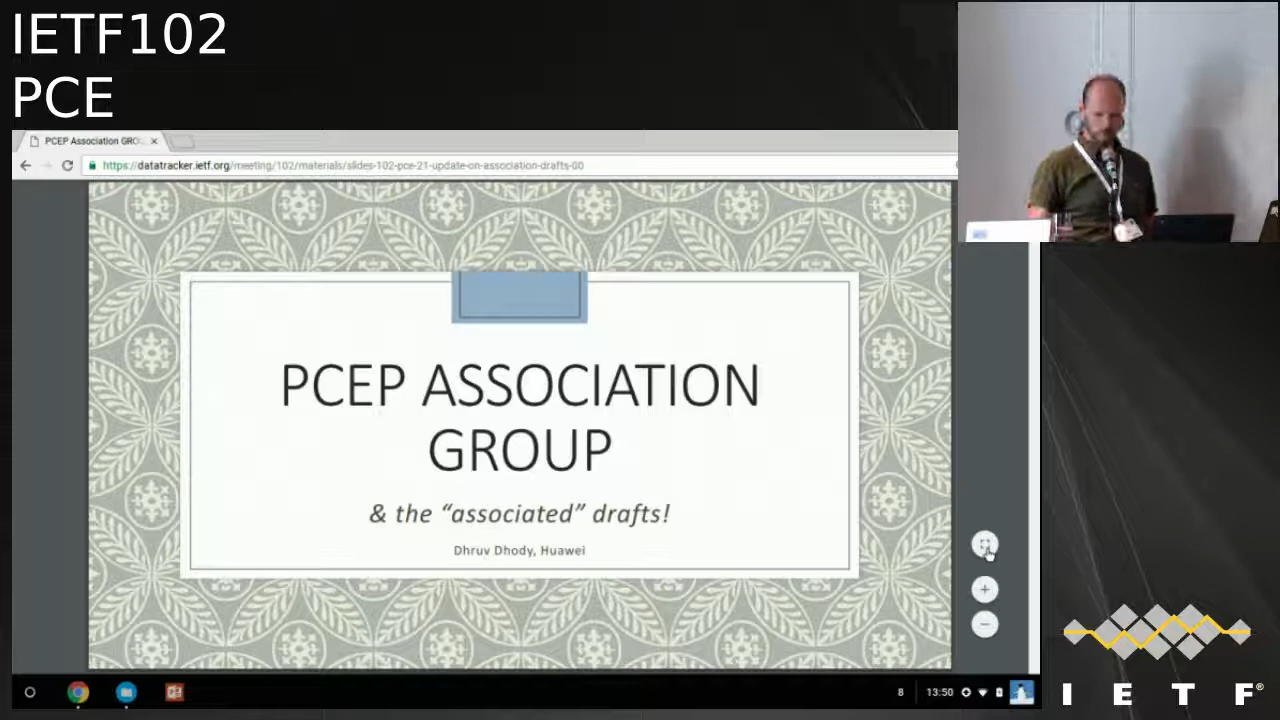 IETF102
PCE
PCEP Association GRO
https://datatracker.ietf.org/meeting/102/materials/slides-102-pce-21-update-on-association-drafts-00
PCEP ASSOCIATION
GROUP
& the “associated” drafts!
Dhruv Dhody, Huawei
8 13:50
I E T F®